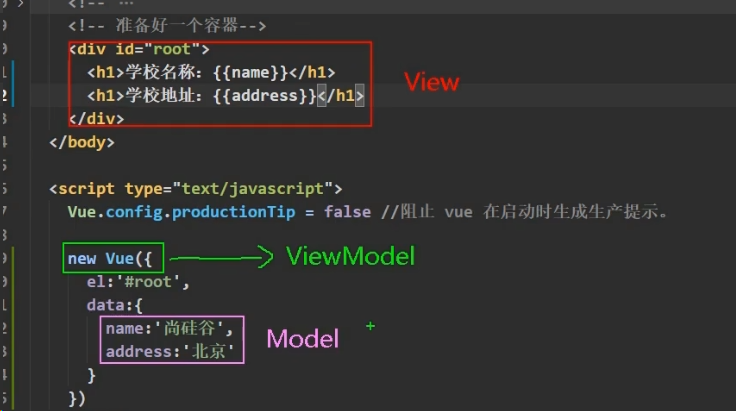 <!-- ...
<!-- 准备好一个容器-->
<div id="root">
<h1>学校名称：{{name}}</h1>
<h1>学校地址：{{address}}</h1>
View
</div>
</body>
<script type="text/javascript">
Vue.config.productionTip = false //阻止 vue 在启动时生成生产提示。
new Vue({
ViewModel
el:'#root',
data:{
name:'尚硅谷',
address:'北京'
Model
}
})